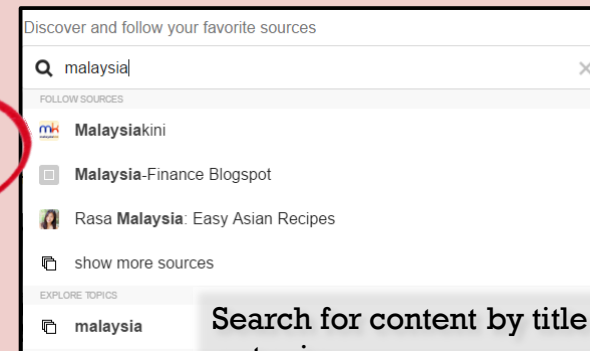 Discover and follow your favorite sources
malaysia
FOLLOW SOURCES
Malaysiakini
Malaysia-Finance Blogspot
Rasa Malaysia: Easy Asian Recipes
show more sources
EXPLORE TOPICS
malaysia
Search for content by title